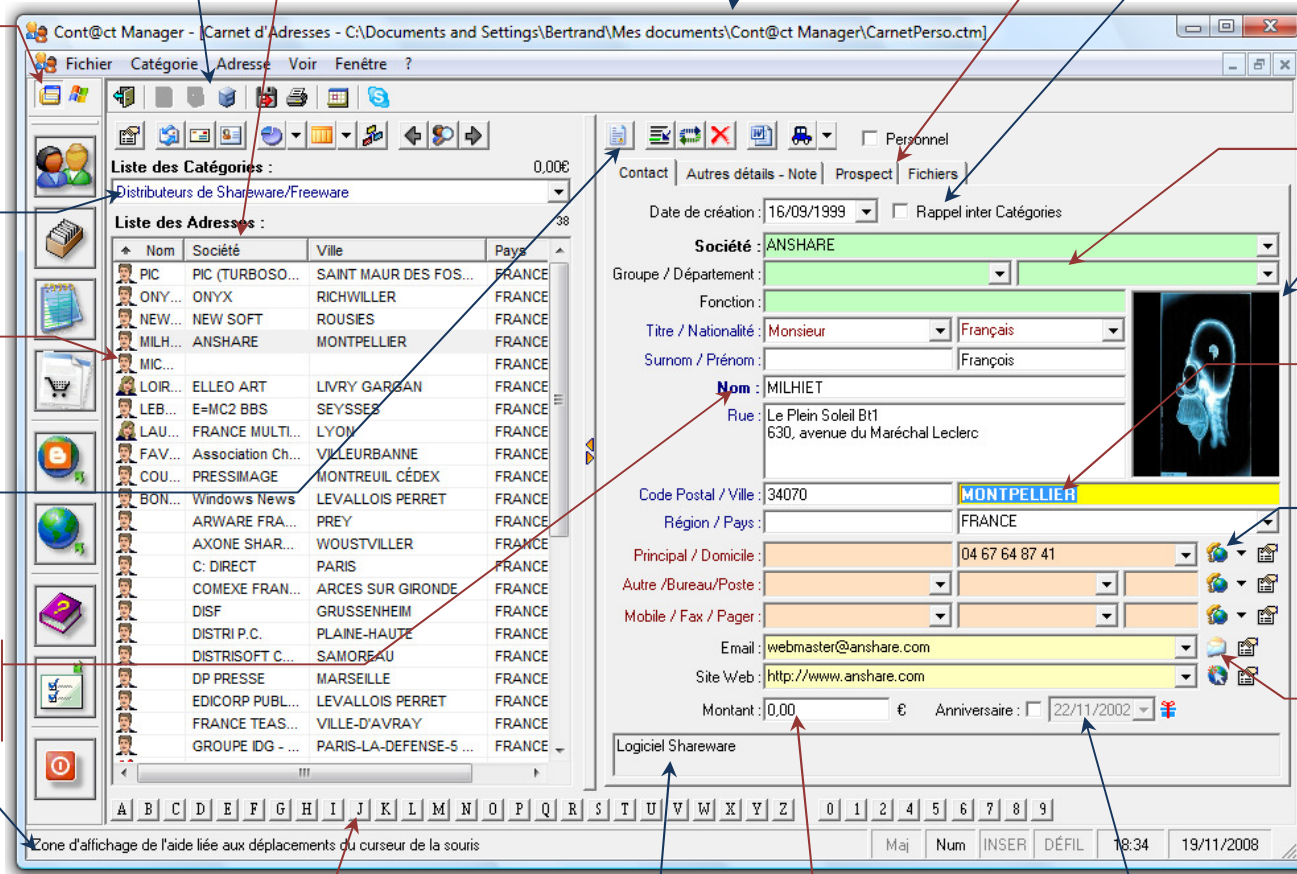 Cont@ct Manager - [Carnet d'Adresses - C:\Documents and Settings\Bertrand\Mes documents\Cont@ct Manager\CarnetPerso.ctm]
Fichier Catégorie Adresse Voir Fenêtre ?
Liste des Catégories : 0,00€
Distributeurs de Shareware/Freeware
Liste des Adresses : 38
Nom Société Ville Pays
PIC PIC (TURBOSO... SAINT MAUR DES FOS... FRANCE
ONY... ONYX RICHWILLER FRANCE
NEW... NEW SOFT ROUSIES FRANCE
MILH... ANSHARE MONTPELLIER FRANCE
MIC... FRANCE
LOIR... ELLEO ART LIVRY GARGAN FRANCE
LEB... E=MC2 BBS SEYSSES FRANCE
LAU... FRANCE MULTI... LYON FRANCE
FAV... Association Ch... VILLEURBANNE FRANCE
COU... PRESSIMAGE MONTREUIL CÉDEX FRANCE
BON... Windows News LEVALLOIS PERRET FRANCE
ARWARE FRA... PREY FRANCE
AXONE SHAR... WOUSTVILLER FRANCE
C: DIRECT PARIS FRANCE
COMEXE FRAN... ARCES SUR GIRONDE FRANCE
DISF GRUSSENHEIM FRANCE
DISTRI P.C. PLAINE-HAUTE FRANCE
DISTRISOFT C... SAMOREAU FRANCE
DP PRESSE MARSEILLE FRANCE
EDICORP PUBL... LEVALLOIS PERRET FRANCE
FRANCE TEAS... VILLE-D'AVRAY FRANCE
GROUPE IDG - ... PARIS-LA-DEFENSE-5 ... FRANCE
Personnel
Contact Autres détails - Note Prospect Fichiers
Date de création : 16/09/1999 Rappel inter Catégories
Société : ANSHARE
Groupe / Département :
Fonction :
Titre / Nationalité : Monsieur Français
Surnom / Prénom : François
Nom : MILHIET
Rue : Le Plein Soleil Bt1
630, avenue du Maréchal Leclerc
Code Postal / Ville : 34070 MONTPELLIER
Région / Pays : FRANCE
Principal / Domicile : 04 67 64 87 41
Autre /Bureau/Poste :
Mobile / Fax / Pager :
Email : webmaster@anshare.com
Site Web : http://www.anshare.com
Montant : 0,00 € Anniversaire : 22/11/2002
Logiciel Shareware
A B C D E F G H I J K L M N O P Q R S T U V W X Y Z 0 1 2 4 5 6 7 8 9
Zone d'affichage de l'aide liée aux déplacements du curseur de la souris Maj Num INSER DÉFIL 18:34 19/11/2008